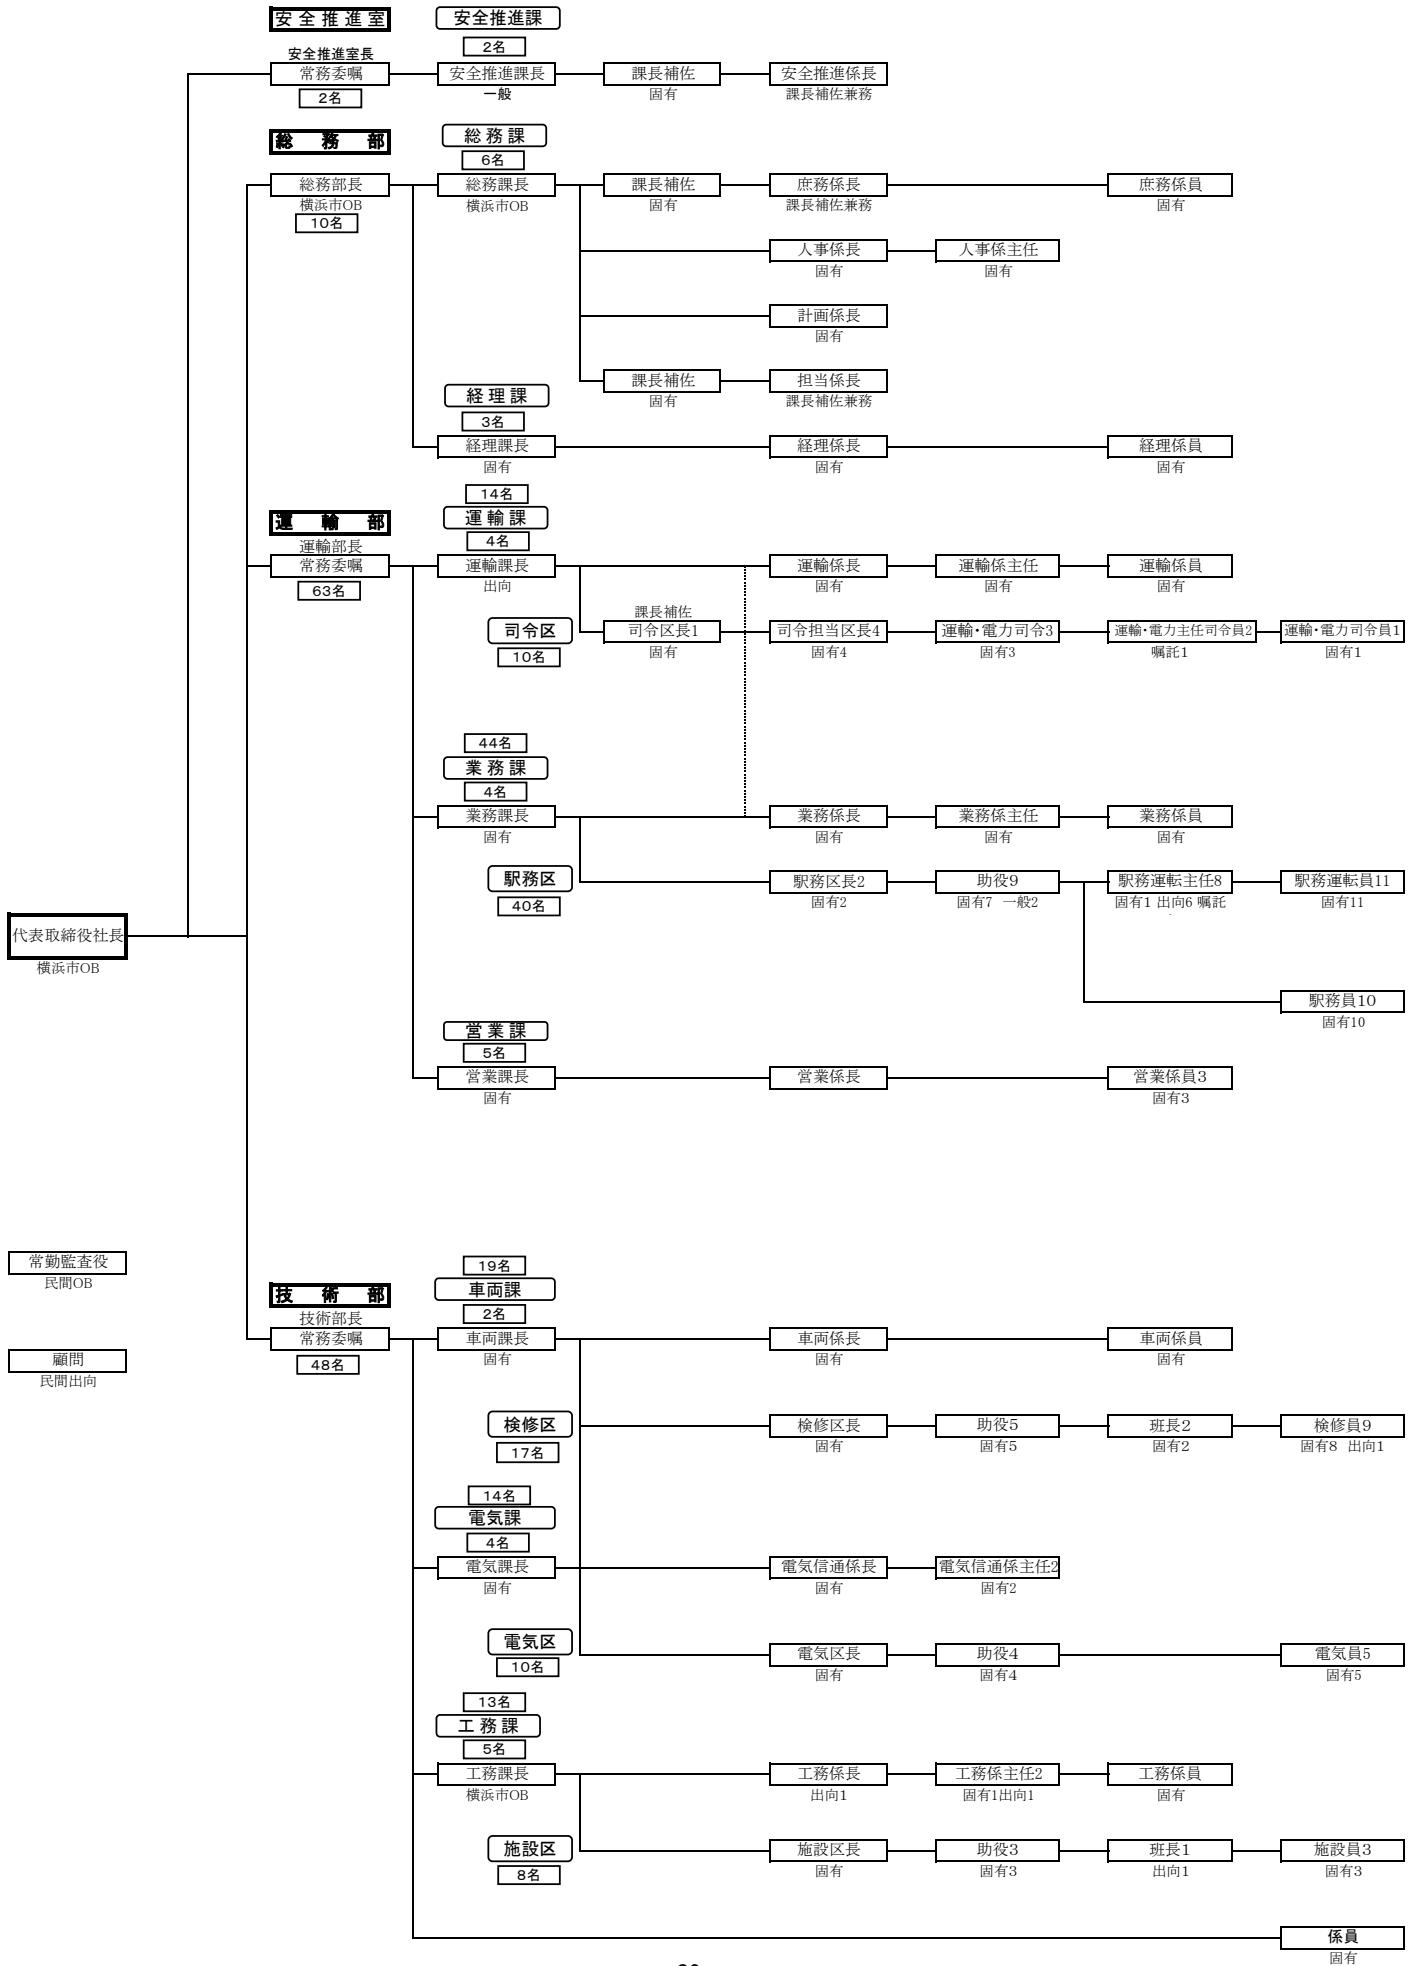 安全推進室
安全推進課
2名
安全推進室長
常務委嘱
安全推進課長
課長補佐
安全推進係長
2名
一般
固有
課長補佐兼務
総務部
総務課
6名
総務部長
総務課長
課長補佐
庶務係長
庶務係員
横浜市OB
横浜市OB
固有
課長補佐兼務
固有
10名
人事係長
人事係主任
固有
固有
計画係長
固有
課長補佐
担当係長
固有
課長補佐兼務
経理課
3名
経理課長
経理係長
経理係員
固有
固有
固有
14名
運輸部
運輸課
4名
運輸部長
常務委嘱
運輸課長
運輸係長
運輸係主任
運輸係員
63名
出向
固有
固有
固有
課長補佐
司令区
司令区長1
司令担当区長4
運輸・電力司令3
運輸・電力主任司令員2
運輸・電力司令員1
10名
固有
固有4
固有3
嘱託1
固有1
44名
業務課
4名
業務課長
業務係長
業務係主任
業務係員
固有
固有
固有
固有
駅務区
駅務区長2
助役9
駅務運転主任8
駅務運転員11
40名
固有2
固有7 一般2
固有1 出向6 嘱託
固有11
代表取締役社長
横浜市OB
駅務員10
固有10
営業課
5名
営業課長
営業係長
営業係員3
固有
固有3
常勤監査役
民間OB
19名
技術部
車両課
2名
技術部長
常務委嘱
車両課長
車両係長
車両係員
48名
固有
固有
固有
顧問
民間出向
検修区
検修区長
助役5
班長2
検修員9
17名
固有
固有5
固有2
固有8 出向1
14名
電気課
4名
電気課長
電気信通係長
電気信通係主任2
固有
固有
固有2
電気区
電気区長
助役4
電気員5
10名
固有
固有4
固有5
13名
工務課
5名
工務課長
工務係長
工務係主任2
工務係員
横浜市OB
出向1
固有1出向1
固有
施設区
施設区長
助役3
班長1
施設員3
8名
固有
固有3
出向1
固有3
係員
固有